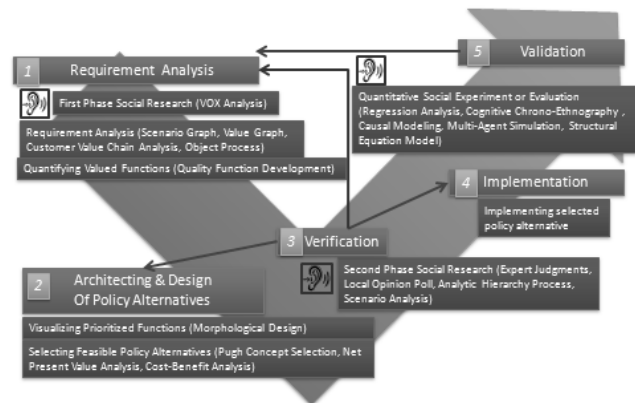 1 Requirement Analysis
First Phase Social Research (VOX Analysis)
Requirement Analysis (Scenario Graph, Value Graph,
Customer Value Chain Analysis, Object Process)
Quantifying Valued Functions (Quality Function Development)
2 Architecting & Design
Of Policy Alternatives
Visualizing Prioritized Functions (Morphological Design)
Selecting Feasible Policy Alternatives (Pugh Concept Selection, Net
Present Value Analysis, Cost-Benefit Analysis)
3 Verification
Second Phase Social Research (Expert Judgments,
Local Opinion Poll, Analytic Hierarchy Process,
Scenario Analysis)
4 Implementation
Implementing selected
policy alternative
5 Validation
Quantitative Social Experiment or Evaluation
(Regression Analysis, Cognitive Chrono-Ethnography,
Causal Modeling, Multi-Agent Simulation, Structural
Equation Model)